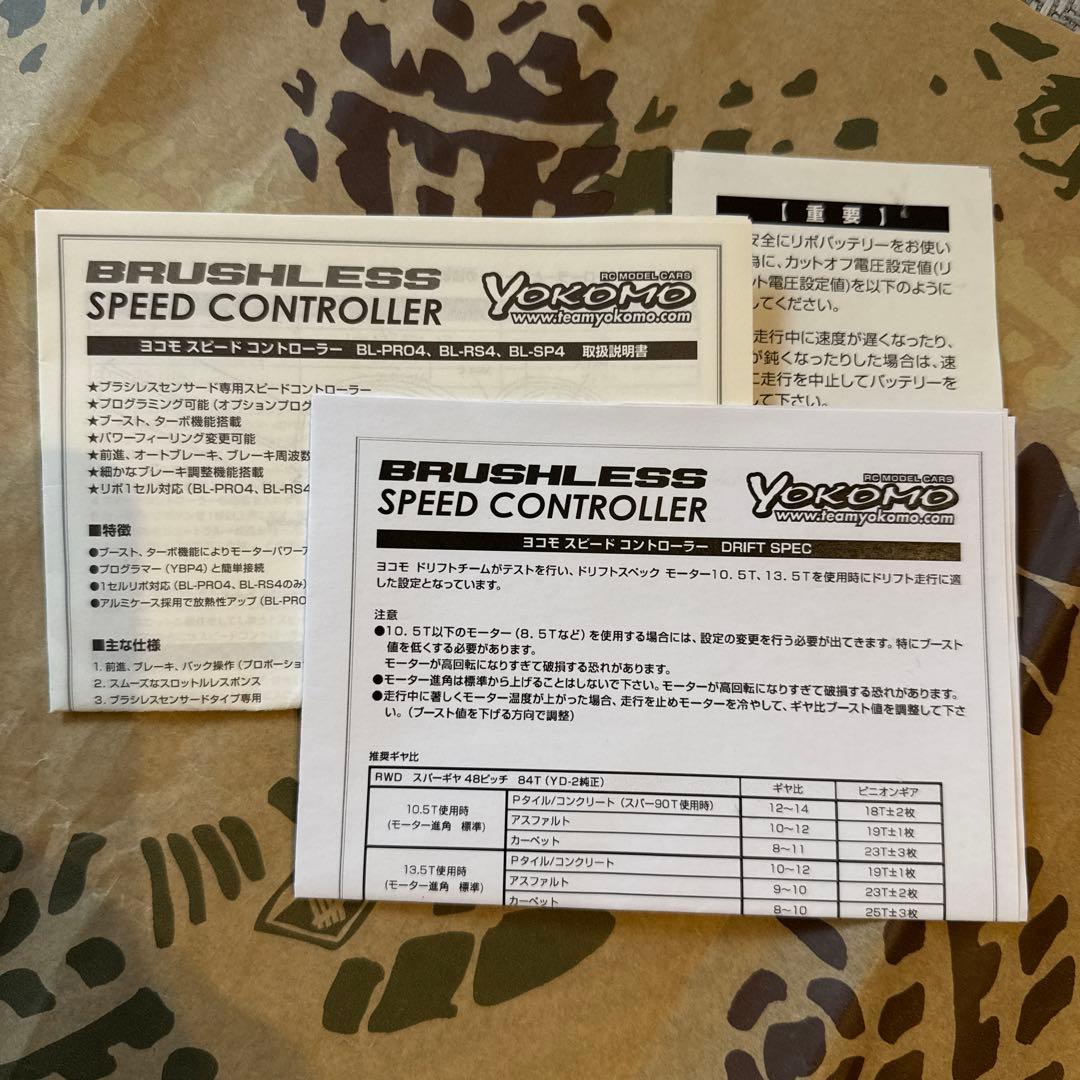 【重要】
安全にリポバッテリーをお使い
為に、カットオフ電圧設定値(リ
ット電圧設定値)を以下のように
してください。
走行中に速度が遅くなったり、
が鈍くなったりした場合は、速
に走行を中止してバッテリーを
して下さい。
BRUSHLESS
SPEED CONTROLLER
RC MODEL CARS
YOKOMO
www.teamyokomo.com
ヨコモ スピード コントローラー BL-PRO4、BL-RS4、BL-SP4 取扱説明書
★ブラシレスセンサード専用スピードコントローラー
★プログラミング可能（オプションプログ
★ブースト、ターボ機能搭載
★パワーフィーリング変更可能
★前進、オートブレーキ、ブレーキ周波数
★細かなブレーキ調整機能搭載
★リポ1セル対応（BL-PRO4、BL-RS4
■特徴
●ブースト、ターボ機能によりモーターパワーア
●プログラマー（YBP4）と簡単接続
●1セルリポ対応（BL-PRO4、BL-RS4のみ）
●アルミケース採用で放熱性アップ（BL-PRO
■主な仕様
1. 前進、ブレーキ、バック操作（プロポーショ
2. スムーズなスロットルレスポンス
3. ブラシレスセンサードタイプ専用
BRUSHLESS
SPEED CONTROLLER
RC MODEL CARS
YOKOMO
www.teamyokomo.com
ヨコモ スピード コントローラー DRIFT SPEC
ヨコモ ドリフトチームがテストを行い、ドリフトスペック モーター10.5T、13.5Tを使用時にドリフト走行に適
した設定となっています。
注意
●10.5T以下のモーター（8.5Tなど）を使用する場合には、設定の変更を行う必要が出てきます。特にブースト
値を低くする必要があります。
モーターが高回転になりすぎて破損する恐れがあります。
●モーター進角は標準から上げることはしないで下さい。モーターが高回転になりすぎて破損する恐れがあります。
●走行中に著しくモーター温度が上がった場合、走行を止めモーターを冷やして、ギヤ比ブースト値を調整して下さ
い。（ブースト値を下げる方向で調整）
推奨ギヤ比
RWD スパーギヤ 48ピッチ 84T（YD-2純正） ギヤ比 ピニオンギア
10.5T使用時
(モーター進角 標準)
Pタイル/コンクリート（スパー90T使用時） 12～14 18T±2枚
アスファルト 10～12 19T±1枚
カーペット 8～11 23T±3枚
13.5T使用時
(モーター進角 標準)
Pタイル/コンクリート 10～12 19T±1枚
アスファルト 9～10 23T±2枚
カーペット 8～10 25T±3枚